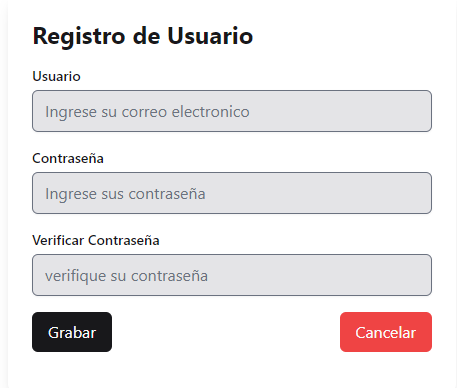 Registro de Usuario
Usuario
Ingrese su correo electronico
Contraseña
Ingrese sus contraseña
Verificar Contraseña
verifique su contraseña
Grabar
Cancelar